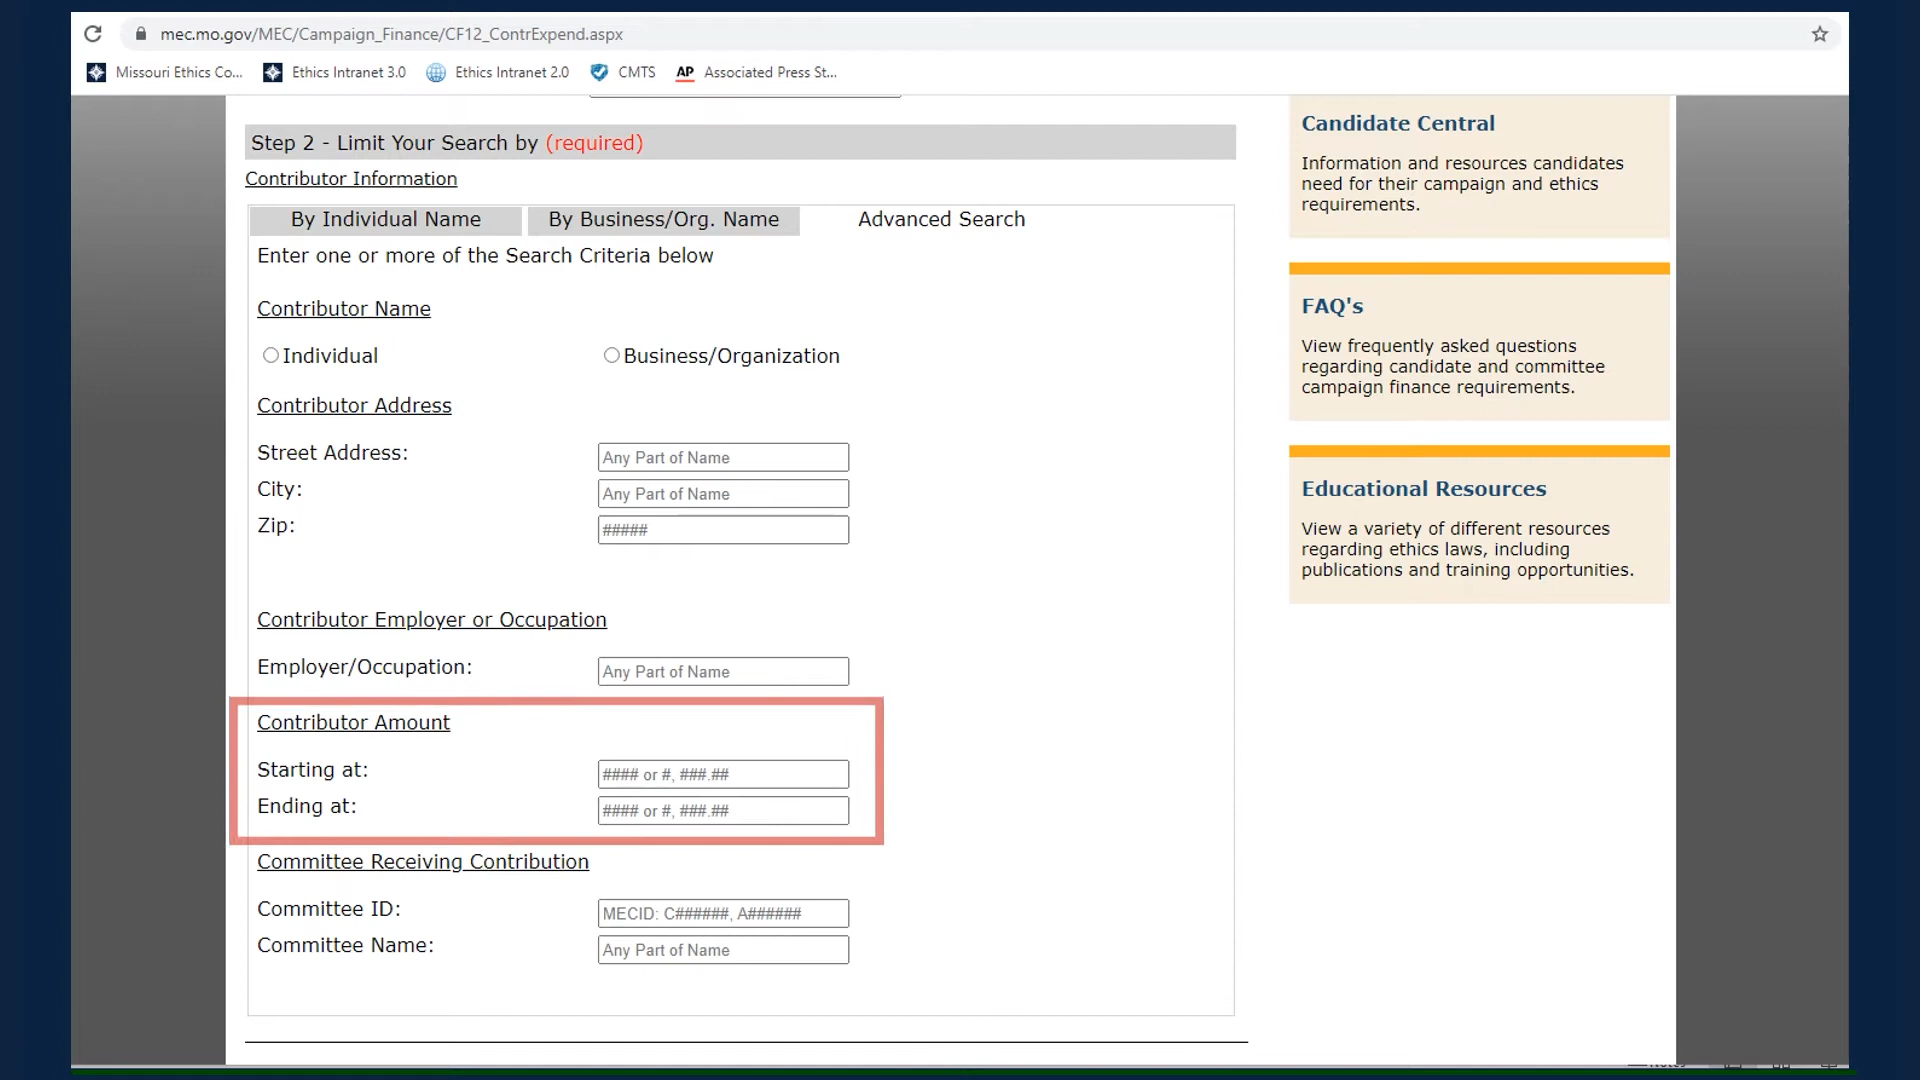 mec.mo.gov/MEC/Campaign_Finance/CF12_ContrExpend.aspx
Missouri Ethics Co... Ethics Intranet 3.0 Ethics Intranet 2.0 CMTS AP Associated Press St...
Step 2 - Limit Your Search by (required)
Contributor Information
By Individual Name By Business/Org. Name Advanced Search
Enter one or more of the Search Criteria below
Contributor Name
Individual Business/Organization
Contributor Address
Street Address: Any Part of Name
City: Any Part of Name
Zip: #####
Contributor Employer or Occupation
Employer/Occupation: Any Part of Name
Contributor Amount
Starting at: #### or #, ###.##
Ending at: #### or #, ###.##
Committee Receiving Contribution
Committee ID: MECID: C######, A######
Committee Name: Any Part of Name
Candidate Central
Information and resources candidates
need for their campaign and ethics
requirements.
FAQ's
View frequently asked questions
regarding candidate and committee
campaign finance requirements.
Educational Resources
View a variety of different resources
regarding ethics laws, including
publications and training opportunities.